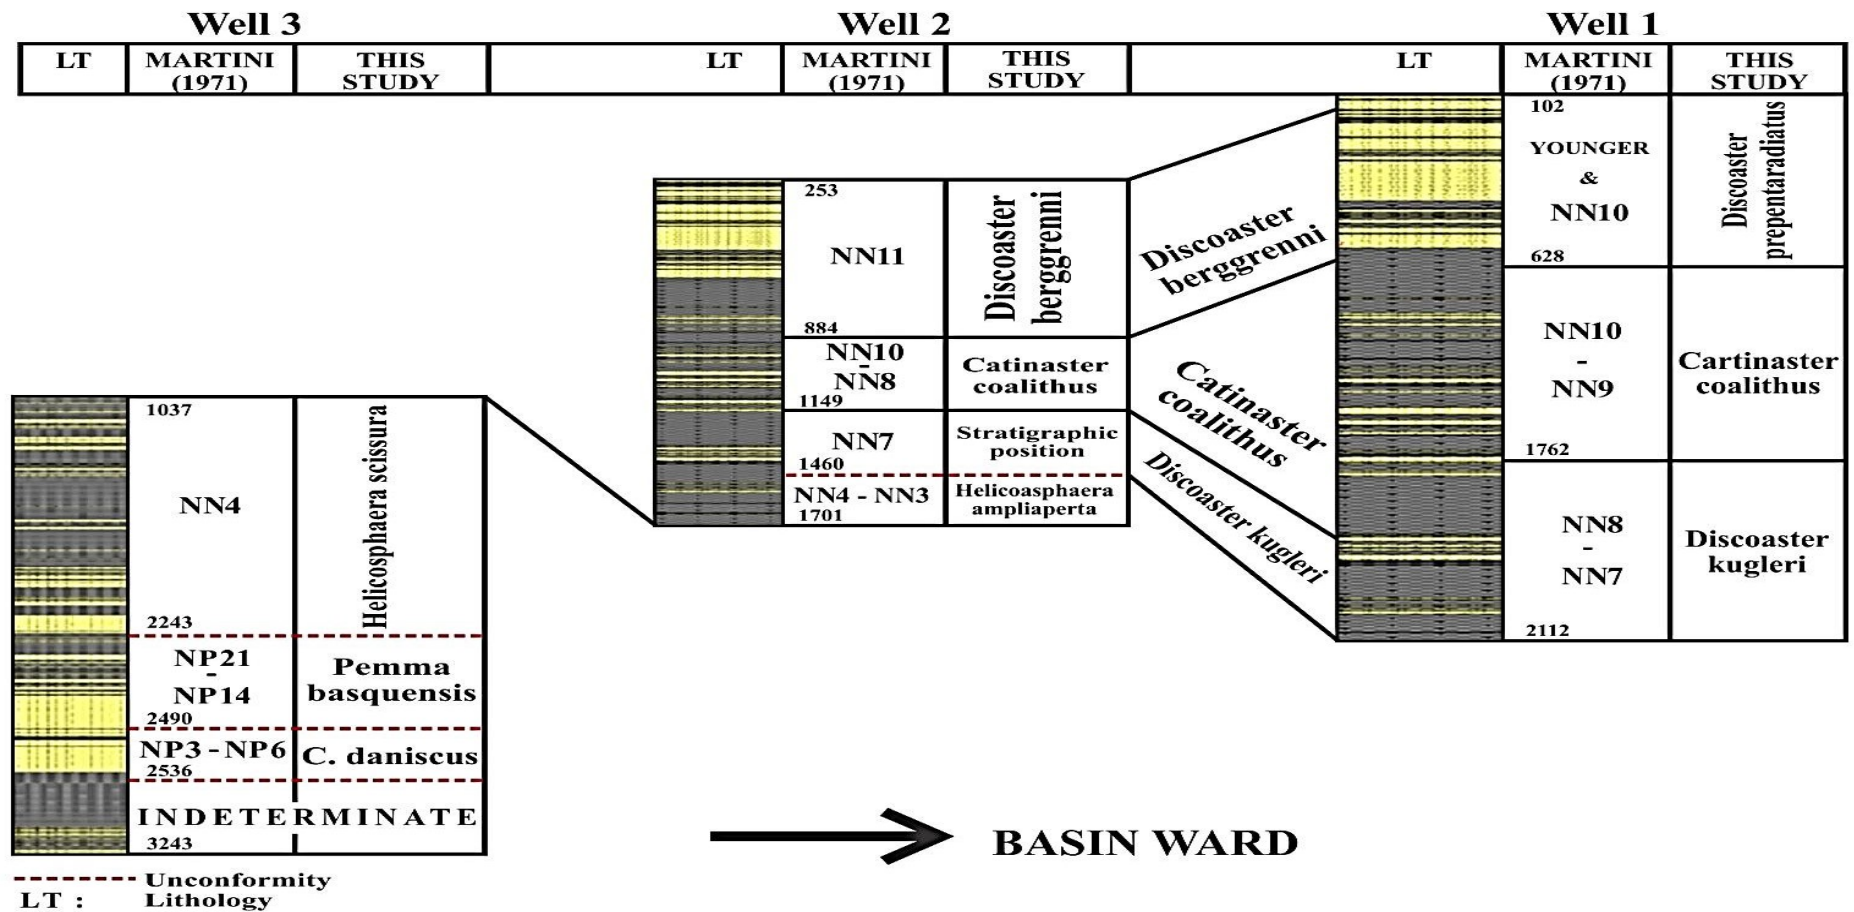 Well 3
Well 2
Well 1
LT
MARTINI
(1971)
THIS
STUDY
LT
MARTINI
(1971)
THIS
STUDY
LT
MARTINI
(1971)
THIS
STUDY
1037
NN4
2243
Helicosphaera scissura
NP21
-
NP14
2490
Pemma
basquensis
NP3 - NP6
2536
C. daniscus
INDETERMINATE
3243
253
NN11
884
Discoaster
berggrenni
NN10
-
NN8
1149
Catinaster
coalithus
NN7
1460
Stratigraphic
position
NN4 - NN3
1701
Helicoasphaera
ampliaperta
Discoaster
berggrenni
Catinaster
coalithus
Discoaster kugleri
102
YOUNGER
&
NN10
628
Discoaster
prepentaradiatus
NN10
-
NN9
1762
Cartinaster
coalithus
NN8
-
NN7
2112
Discoaster
kugleri
BASIN WARD
Unconformity
LT : Lithology